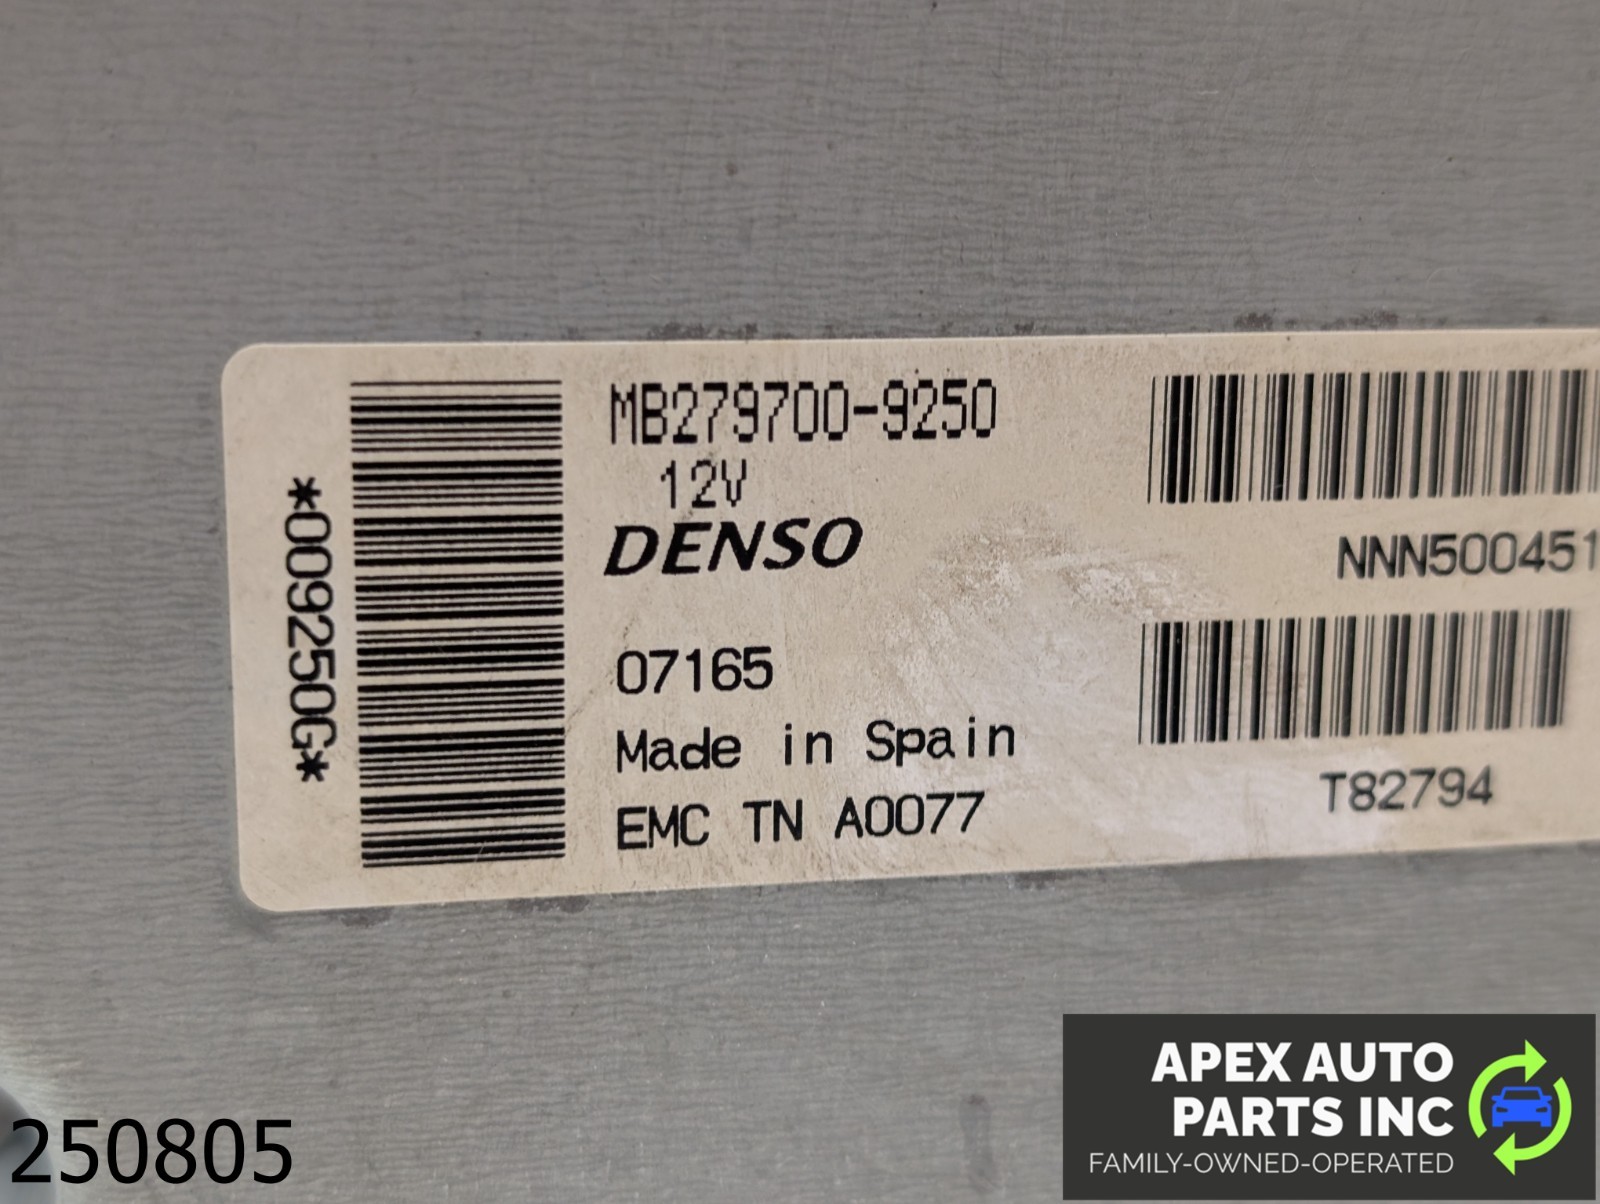 *009250G*
MB279700-9250
12V
DENSO
07165
Made in Spain
EMC TN A0077
NNN500451
T82794
250805
APEX AUTO
PARTS INC
FAMILY-OWNED-OPERATED